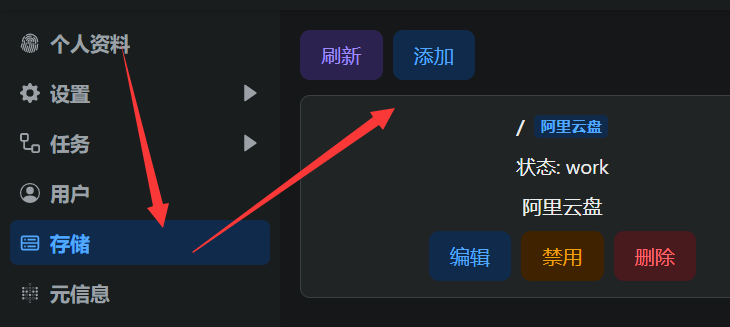 个人资料
设置
任务
用户
存储
元信息
刷新 添加
/ 阿里云盘
状态: work
阿里云盘
编辑 禁用 删除